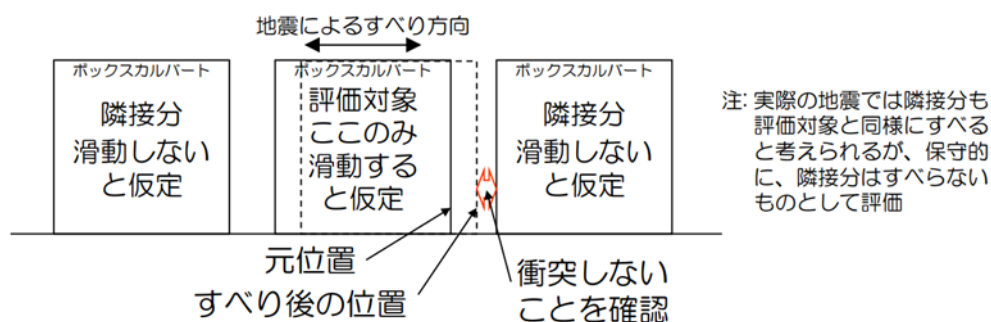 地震によるすべり方向
ボックスカルバート
隣接分
滑動しない
と仮定
ボックスカルバート
評価対象
ここのみ
滑動する
と仮定
ボックスカルバート
隣接分
滑動しない
と仮定
注: 実際の地震では隣接分も
評価対象と同様にすべる
と考えられるが、保守的
に、隣接分はすべらない
ものとして評価
元位置
すべり後の位置
衝突しない
ことを確認